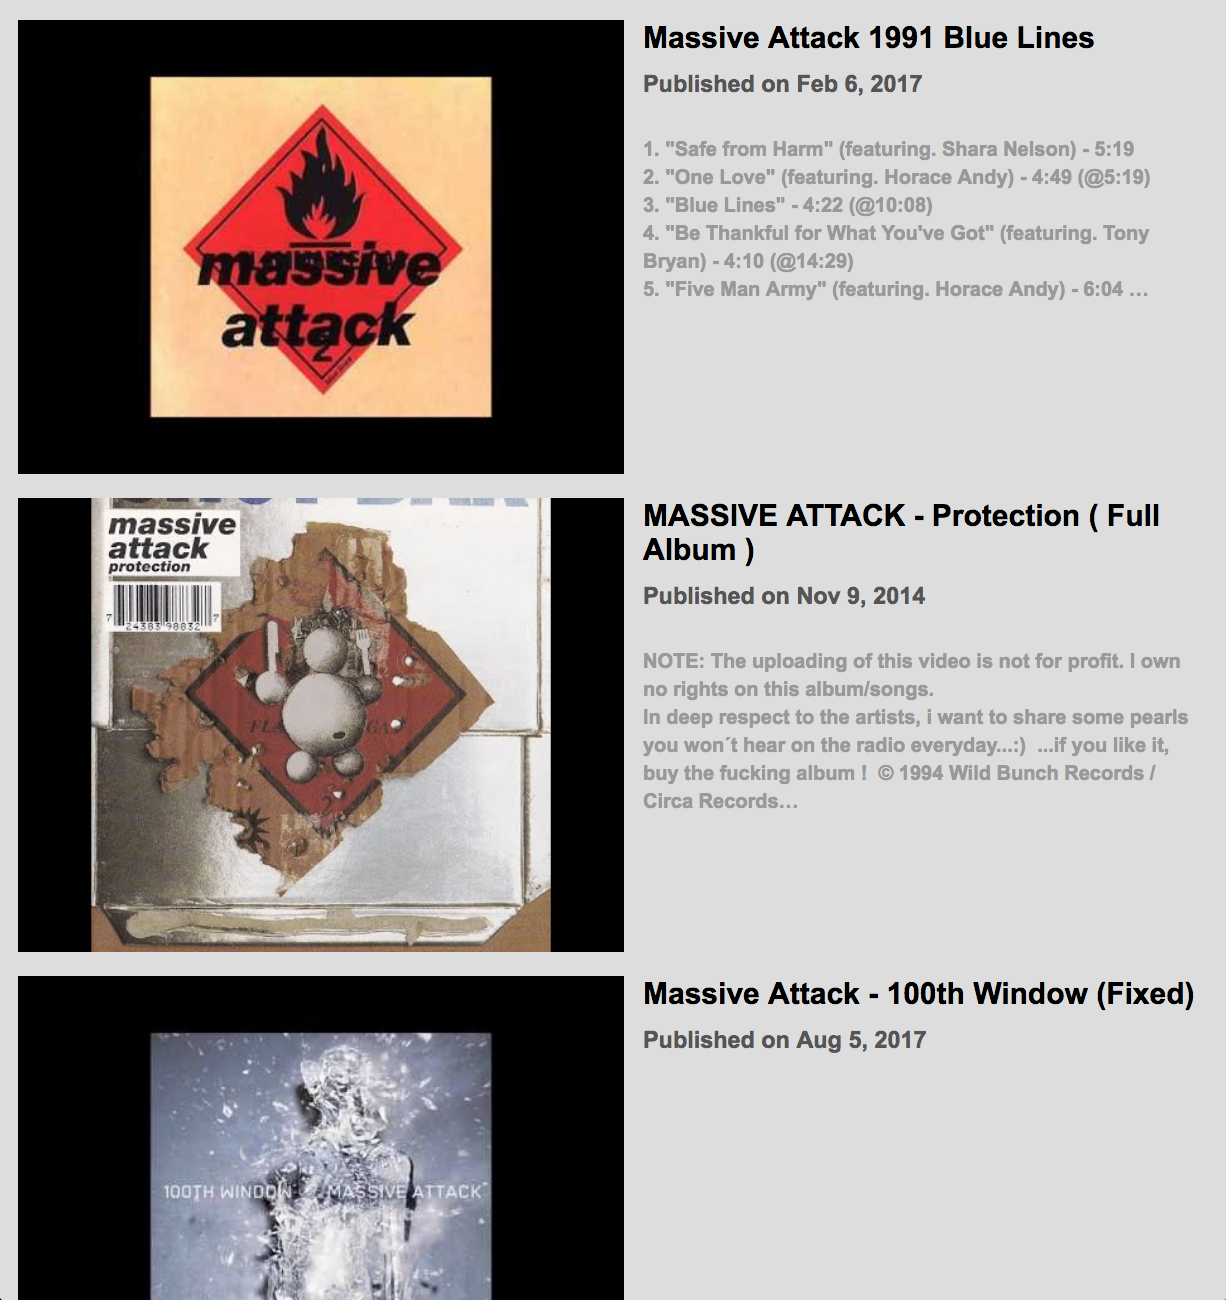 massive
attack
2
Massive Attack 1991 Blue Lines
Published on Feb 6, 2017
1. "Safe from Harm" (featuring. Shara Nelson) - 5:19
2. "One Love" (featuring. Horace Andy) - 4:49 (@5:19)
3. "Blue Lines" - 4:22 (@10:08)
4. "Be Thankful for What You've Got" (featuring. Tony
Bryan) - 4:10 (@14:29)
5. "Five Man Army" (featuring. Horace Andy) - 6:04 …
massive
attack
protection
7 24383 98832 7
2
MASSIVE ATTACK - Protection ( Full
Album )
Published on Nov 9, 2014
NOTE: The uploading of this video is not for profit. I own
no rights on this album/songs.
In deep respect to the artists, i want to share some pearls
you won´t hear on the radio everyday...:)  ...if you like it,
buy the fucking album !  © 1994 Wild Bunch Records /
Circa Records…
100TH WINDOW MASSIVE ATTACK
Massive Attack - 100th Window (Fixed)
Published on Aug 5, 2017